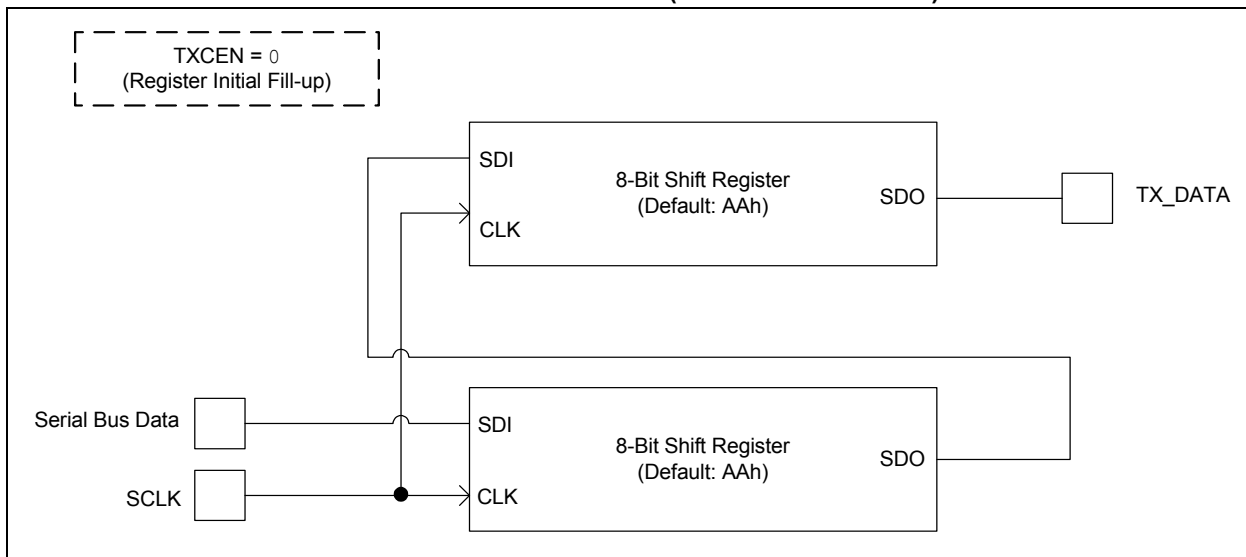 TXCEN = 0
(Register Initial Fill-up)
SDI
8-Bit Shift Register
(Default: AAh)
SDO
TX_DATA
CLK
Serial Bus Data
SDI
8-Bit Shift Register
(Default: AAh)
SDO
SCLK
CLK